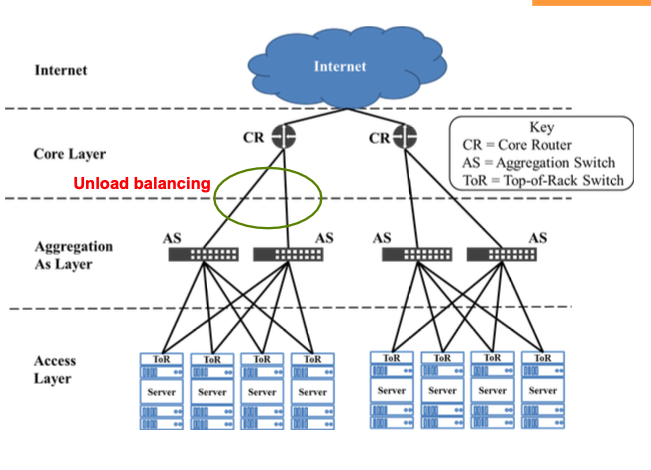 Internet
Internet
CR
CR
Key
CR = Core Router
AS = Aggregation Switch
ToR = Top-of-Rack Switch
Core Layer
Unload balancing
AS
AS
AS
AS
Aggregation
As Layer
Access
Layer
ToR
ToR
ToR
ToR
ToR
ToR
ToR
ToR
Server
Server
Server
Server
Server
Server
Server
Server